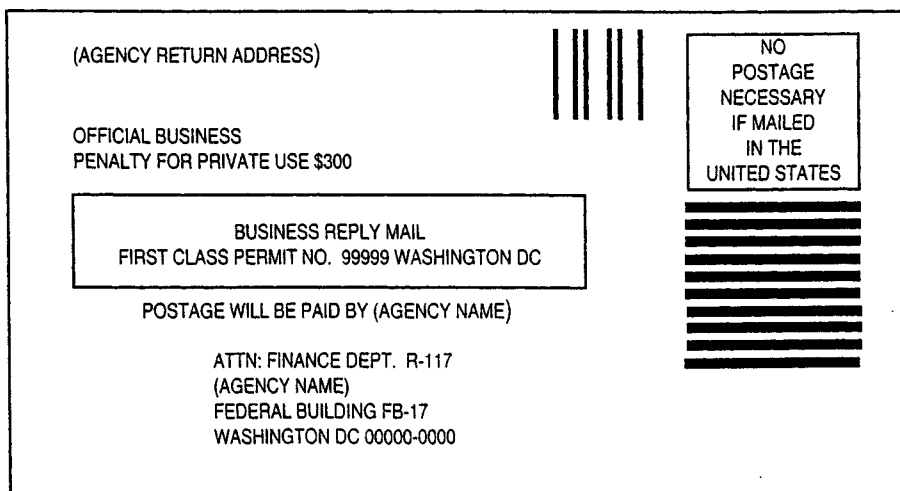 (AGENCY RETURN ADDRESS)
NO
POSTAGE
NECESSARY
IF MAILED
IN THE
UNITED STATES
OFFICIAL BUSINESS
PENALTY FOR PRIVATE USE $300
BUSINESS REPLY MAIL
FIRST CLASS PERMIT NO. 99999 WASHINGTON DC
POSTAGE WILL BE PAID BY (AGENCY NAME)
ATTN: FINANCE DEPT. R-117
(AGENCY NAME)
FEDERAL BUILDING FB-17
WASHINGTON DC 00000-0000